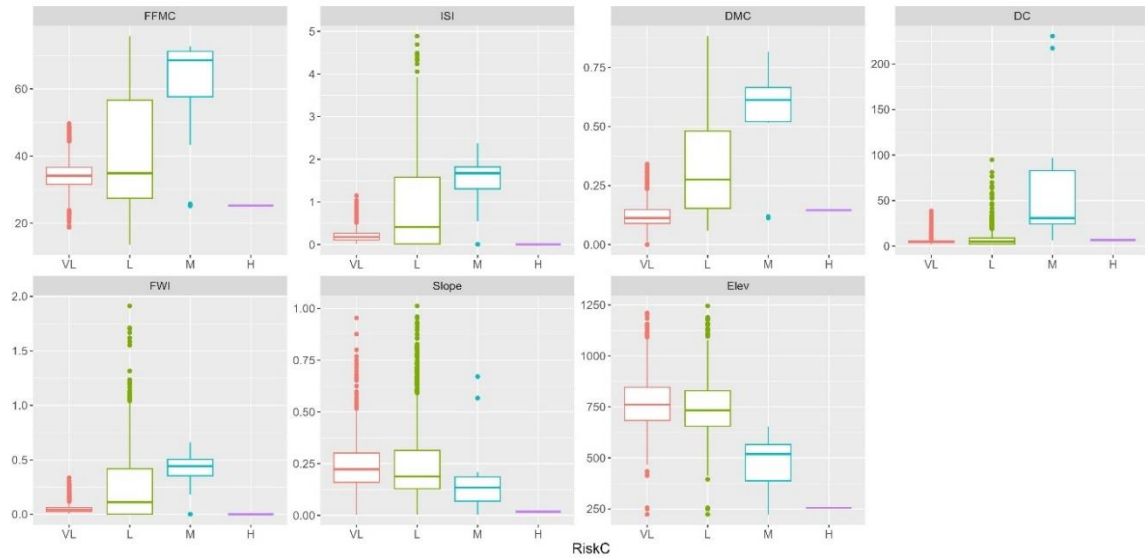 FFMC
ISI
DMC
DC
60
40
20
VL
L
M
H
5
4
3
2
1
0
VL
L
M
H
0.75
0.50
0.25
0.00
VL
L
M
H
200
150
100
50
0
VL
L
M
H
FWI
Slope
Elev
2.0
1.5
1.0
0.5
0.0
VL
L
M
H
1.00
0.75
0.50
0.25
0.00
VL
L
M
H
1250
1000
750
500
250
VL
L
M
H
RiskC